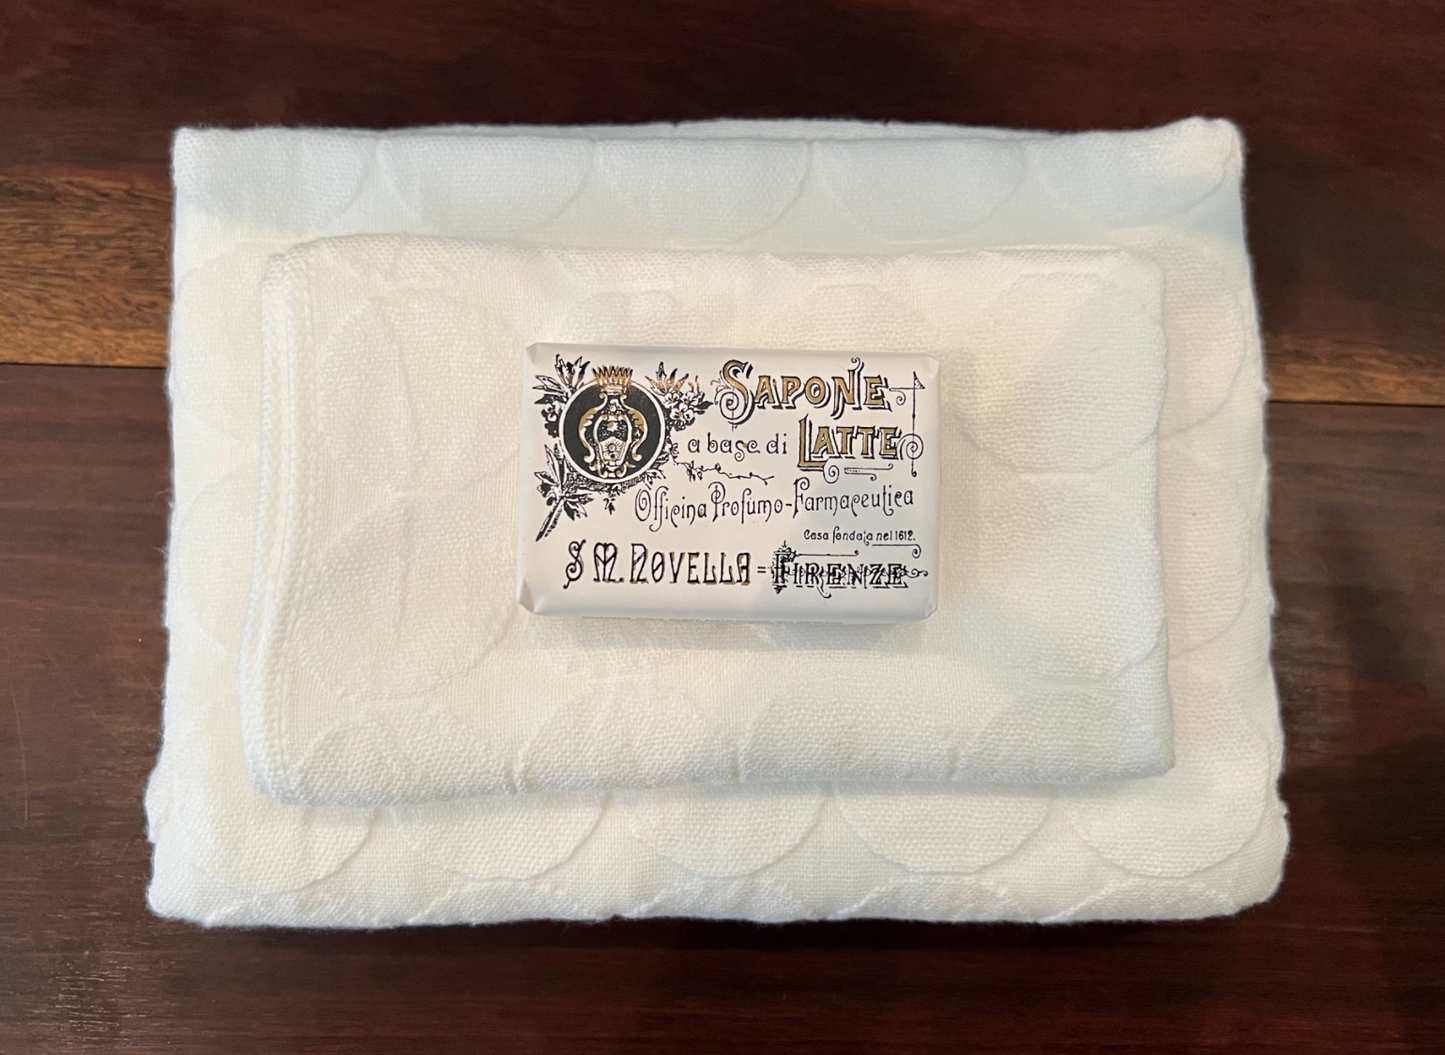 SAPONE
a base di LATTE
Officina Profumo-Farmaceutica
Casa fondata nel 1612.
S. M. NOVELLA = FIRENZE